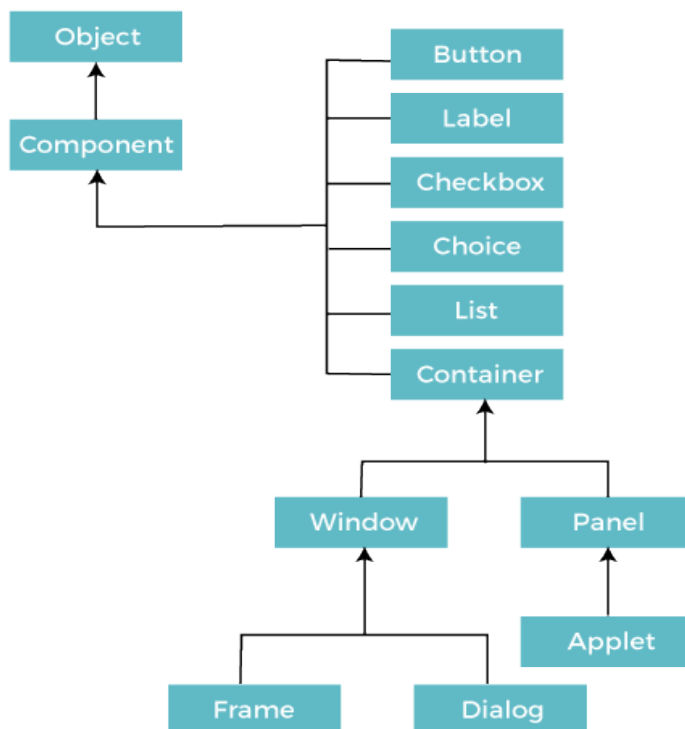 Object
Button
Label
Component
Checkbox
Choice
List
Container
Window
Panel
Applet
Frame
Dialog